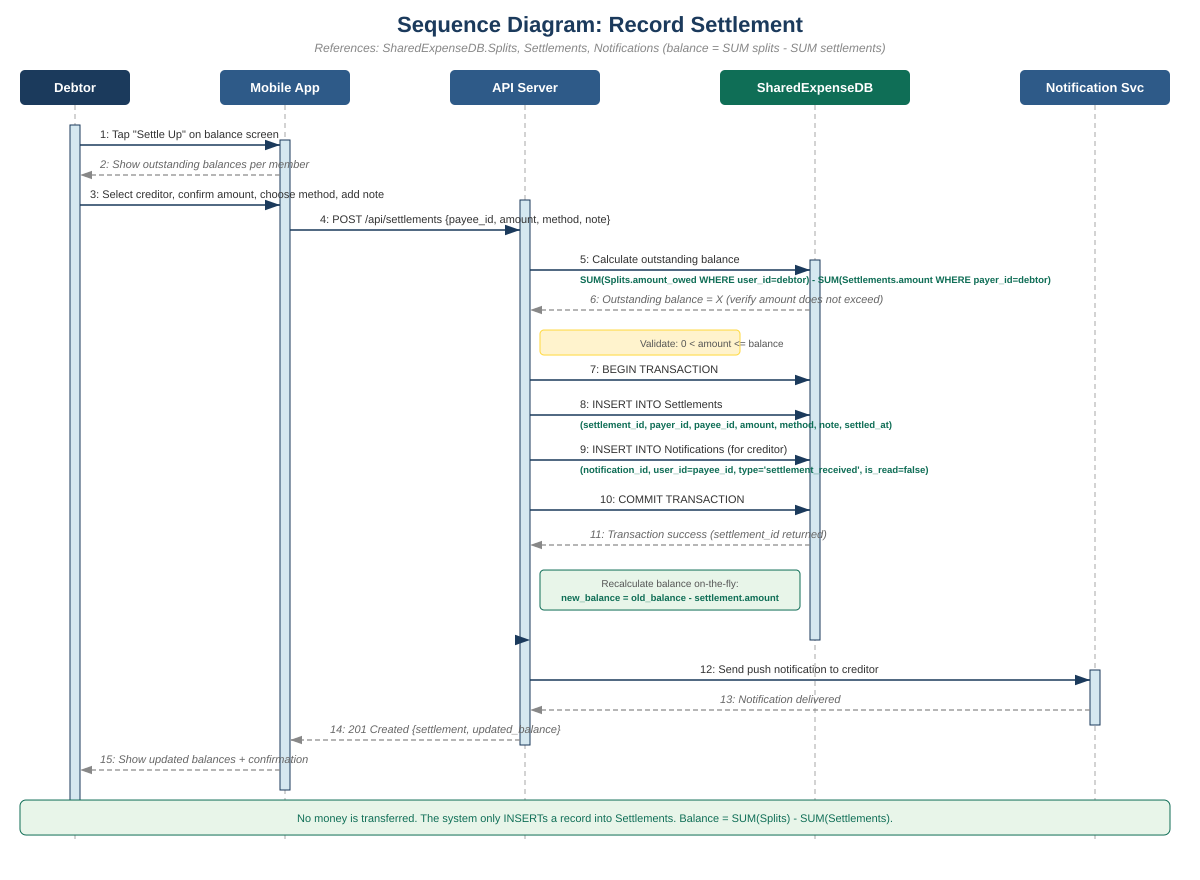 Sequence Diagram: Record Settlement
References: SharedExpenseDB.Splits, Settlements, Notifications (balance = SUM splits - SUM settlements)
Debtor
Mobile App
API Server
SharedExpenseDB
Notification Svc
1: Tap "Settle Up" on balance screen
2: Show outstanding balances per member
3: Select creditor, confirm amount, choose method, add note
4: POST /api/settlements {payee_id, amount, method, note}
5: Calculate outstanding balance
SUM(Splits.amount_owed WHERE user_id=debtor) - SUM(Settlements.amount WHERE payer_id=debtor)
6: Outstanding balance = X (verify amount does not exceed)
Validate: 0 < amount <= balance
7: BEGIN TRANSACTION
8: INSERT INTO Settlements
(settlement_id, payer_id, payee_id, amount, method, note, settled_at)
9: INSERT INTO Notifications (for creditor)
(notification_id, user_id=payee_id, type='settlement_received', is_read=false)
10: COMMIT TRANSACTION
11: Transaction success (settlement_id returned)
Recalculate balance on-the-fly:
new_balance = old_balance - settlement.amount
12: Send push notification to creditor
13: Notification delivered
14: 201 Created {settlement, updated_balance}
15: Show updated balances + confirmation
No money is transferred. The system only INSERTs a record into Settlements. Balance = SUM(Splits) - SUM(Settlements).